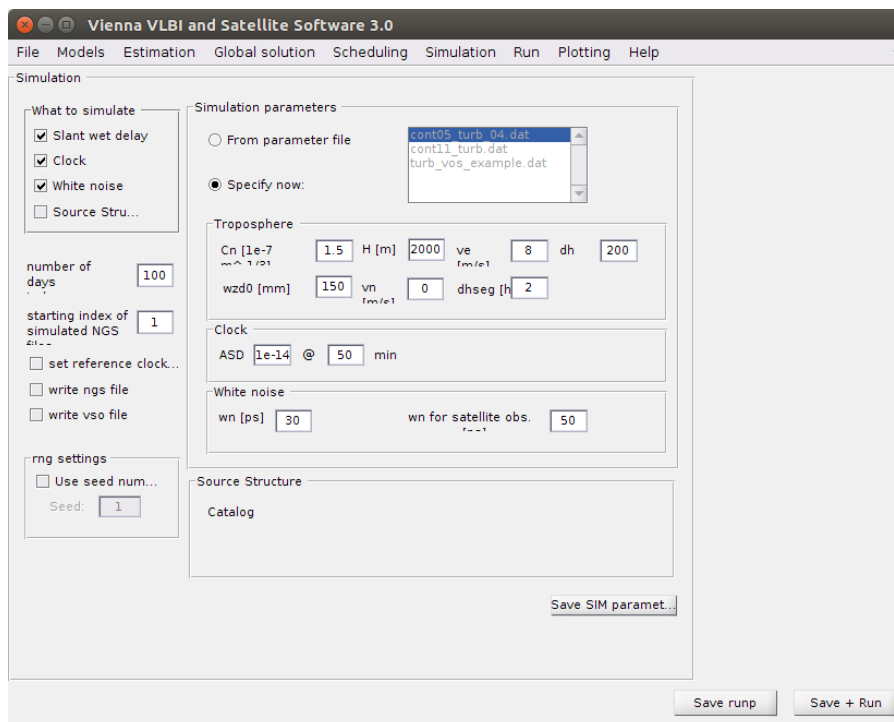 Vienna VLBI and Satellite Software 3.0
File Models Estimation Global solution Scheduling Simulation Run Plotting Help
Simulation
What to simulate
Slant wet delay
Clock
White noise
Source Stru...
number of
days
100
starting index of
simulated NGS
files
1
set reference clock...
write ngs file
write vso file
rng settings
Use seed num...
Seed: 1
Simulation parameters
From parameter file
cont05_turb_04.dat
cont11_turb.dat
turb_vos_example.dat
Specify now:
Troposphere
Cn [1e-7
m^-1/3]
1.5 H [m] 2000 ve
[m/s]
8 dh 200
wzd0 [mm] 150 vn
[m/s]
0 dhseg [h 2
Clock
ASD 1e-14 @ 50 min
White noise
wn [ps] 30 wn for satellite obs.
[ps]
50
Source Structure
Catalog
Save SIM paramet...
Save runp Save + Run